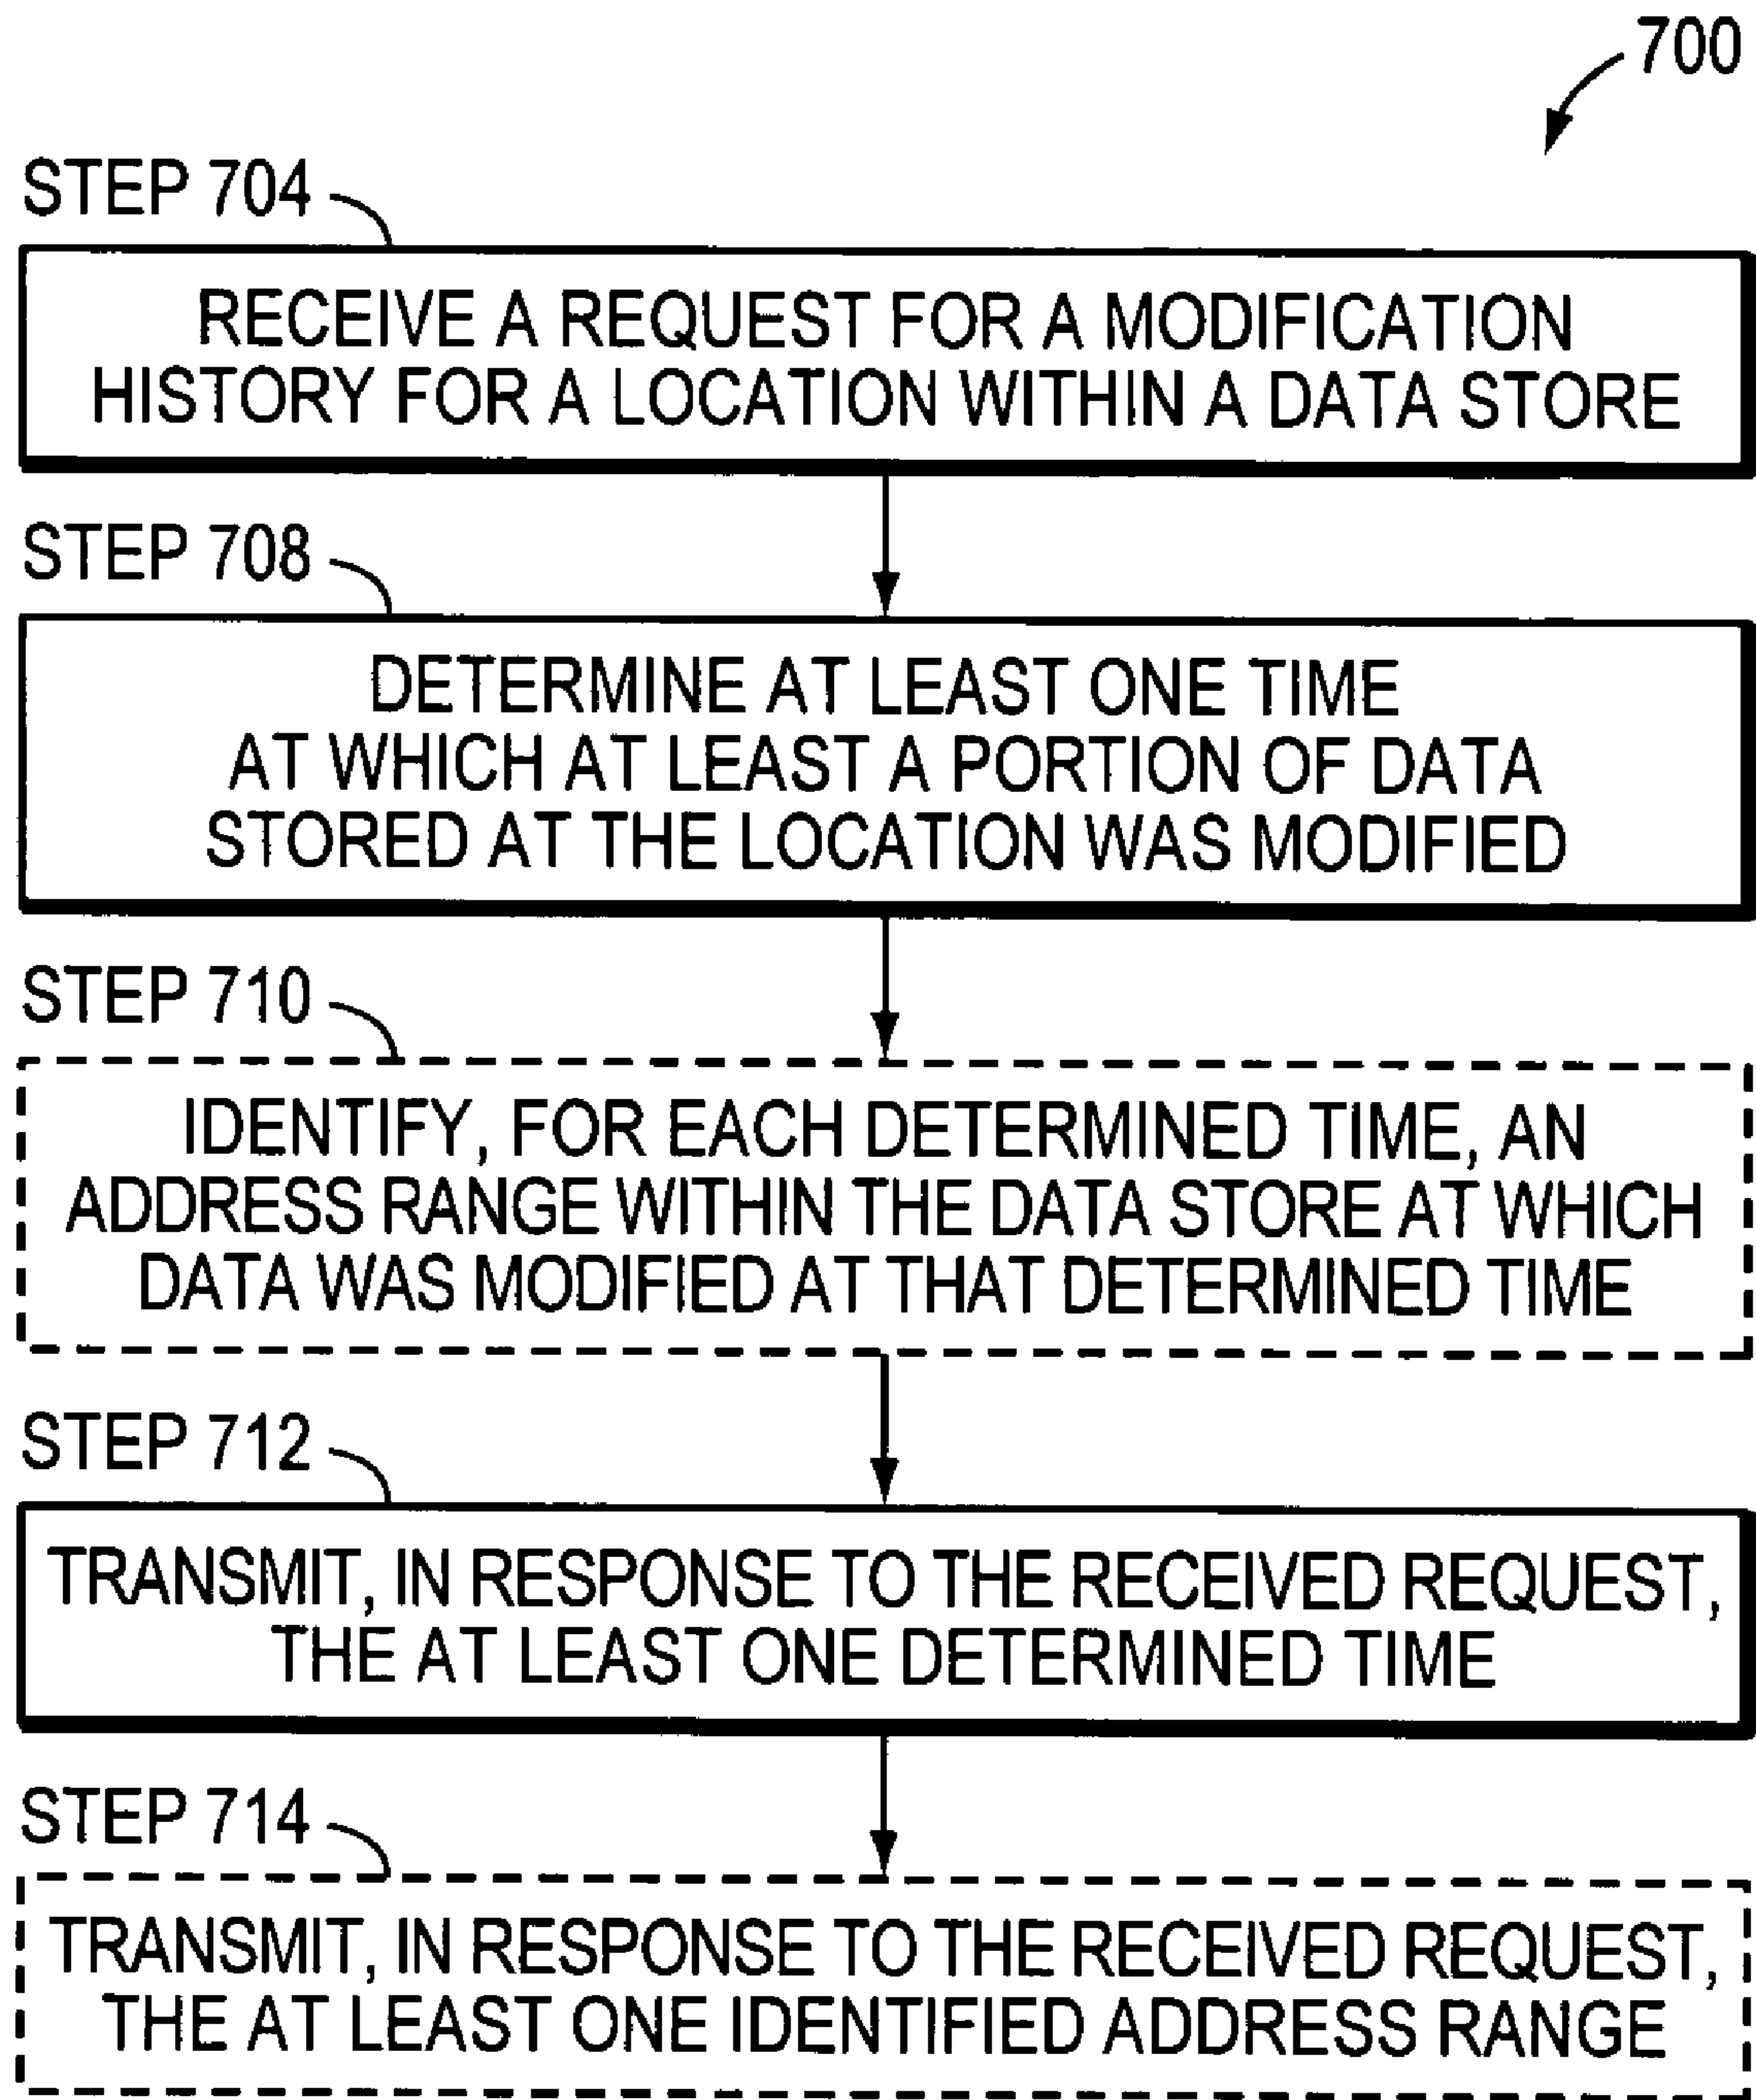 700
STEP 704
RECEIVE A REQUEST FOR A MODIFICATION
HISTORY FOR A LOCATION WITHIN A DATA STORE
STEP 708
DETERMINE AT LEAST ONE TIME
AT WHICH AT LEAST A PORTION OF DATA
STORED AT THE LOCATION WAS MODIFIED
STEP 710
IDENTIFY, FOR EACH DETERMINED TIME, AN
ADDRESS RANGE WITHIN THE DATA STORE AT WHICH
DATA WAS MODIFIED AT THAT DETERMINED TIME
STEP 712
TRANSMIT, IN RESPONSE TO THE RECEIVED REQUEST,
THE AT LEAST ONE DETERMINED TIME
STEP 714
TRANSMIT, IN RESPONSE TO THE RECEIVED REQUEST,
THE AT LEAST ONE IDENTIFIED ADDRESS RANGE